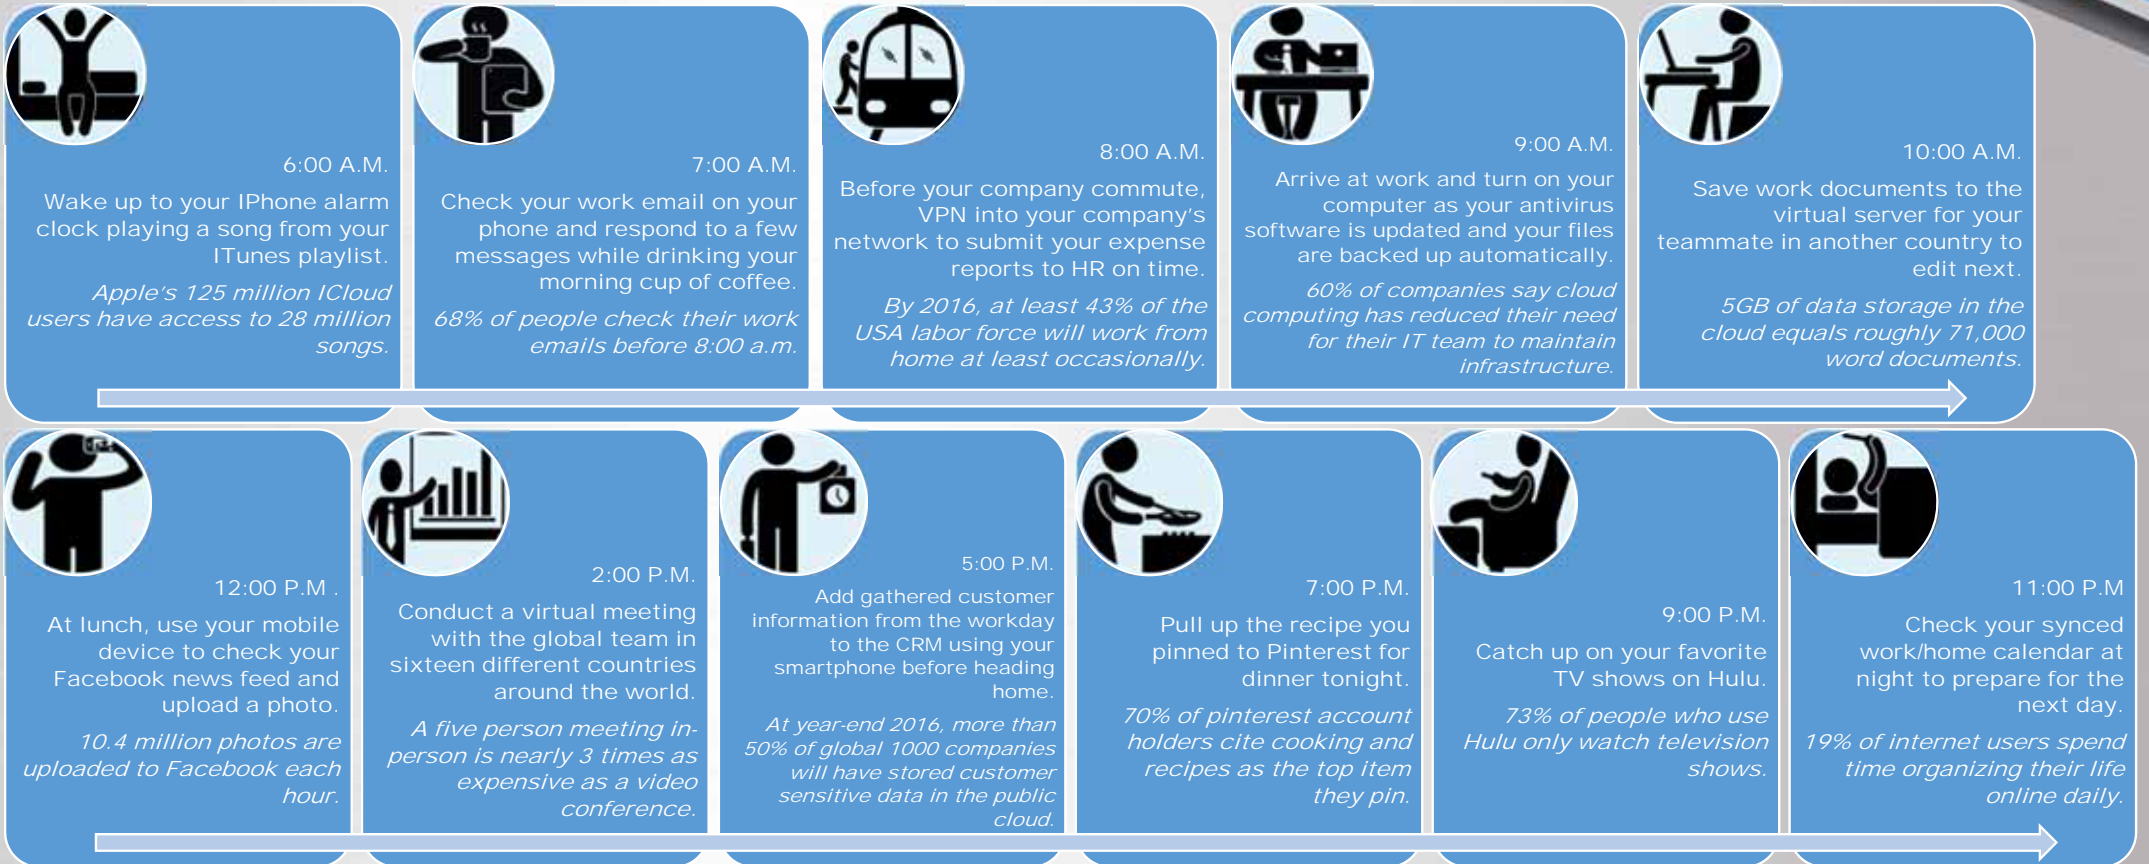 6:00 A.M.
Wake up to your IPhone alarm
clock playing a song from your
ITunes playlist.
Apple's 125 million ICloud
users have access to 28 million
songs.
7:00 A.M.
Check your work email on your
phone and respond to a few
messages while drinking your
morning cup of coffee.
68% of people check their work
emails before 8:00 a.m.
8:00 A.M.
Before your company commute,
VPN into your company's
network to submit your expense
reports to HR on time.
By 2016, at least 43% of the
USA labor force will work from
home at least occasionally.
9:00 A.M.
Arrive at work and turn on your
computer as your antivirus
software is updated and your files
are backed up automatically.
60% of companies say cloud
computing has reduced their need
for their IT team to maintain
infrastructure.
10:00 A.M.
Save work documents to the
virtual server for your
teammate in another country to
edit next.
5GB of data storage in the
cloud equals roughly 71,000
word documents.
12:00 P.M .
At lunch, use your mobile
device to check your
Facebook news feed and
upload a photo.
10.4 million photos are
uploaded to Facebook each
hour.
2:00 P.M.
Conduct a virtual meeting
with the global team in
sixteen different countries
around the world.
A five person meeting in-
person is nearly 3 times as
expensive as a video
conference.
5:00 P.M.
Add gathered customer
information from the workday
to the CRM using your
smartphone before heading
home.
At year-end 2016, more than
50% of global 1000 companies
will have stored customer
sensitive data in the public
cloud.
7:00 P.M.
Pull up the recipe you
pinned to Pinterest for
dinner tonight.
70% of pinterest account
holders cite cooking and
recipes as the top item
they pin.
9:00 P.M.
Catch up on your favorite
TV shows on Hulu.
73% of people who use
Hulu only watch television
shows.
11:00 P.M
Check your synced
work/home calendar at
night to prepare for the
next day.
19% of internet users spend
time organizing their life
online daily.